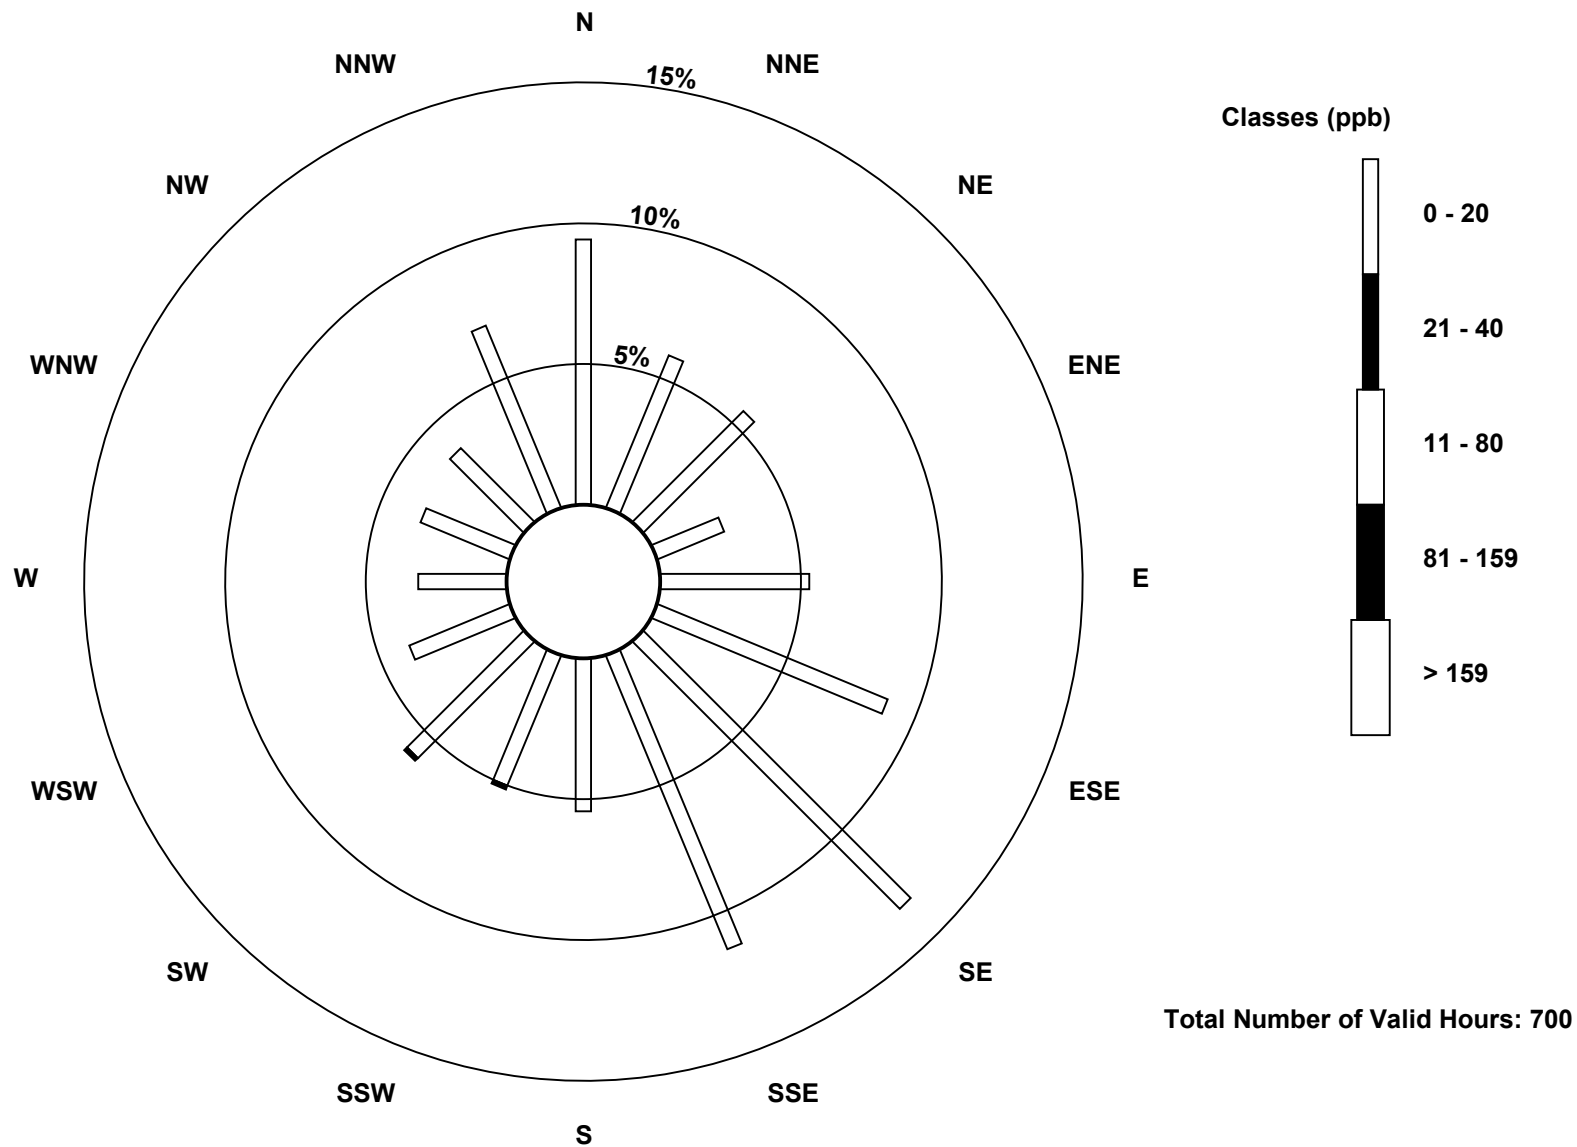 N
NNW
NNE
15%
Classes (ppb)
NW
NE
10%
0 - 20
21 - 40
5%
WNW
ENE
11 - 80
81 - 159
W
E
> 159
WSW
ESE
SW
SE
Total Number of Valid Hours: 700
SSW
SSE
S